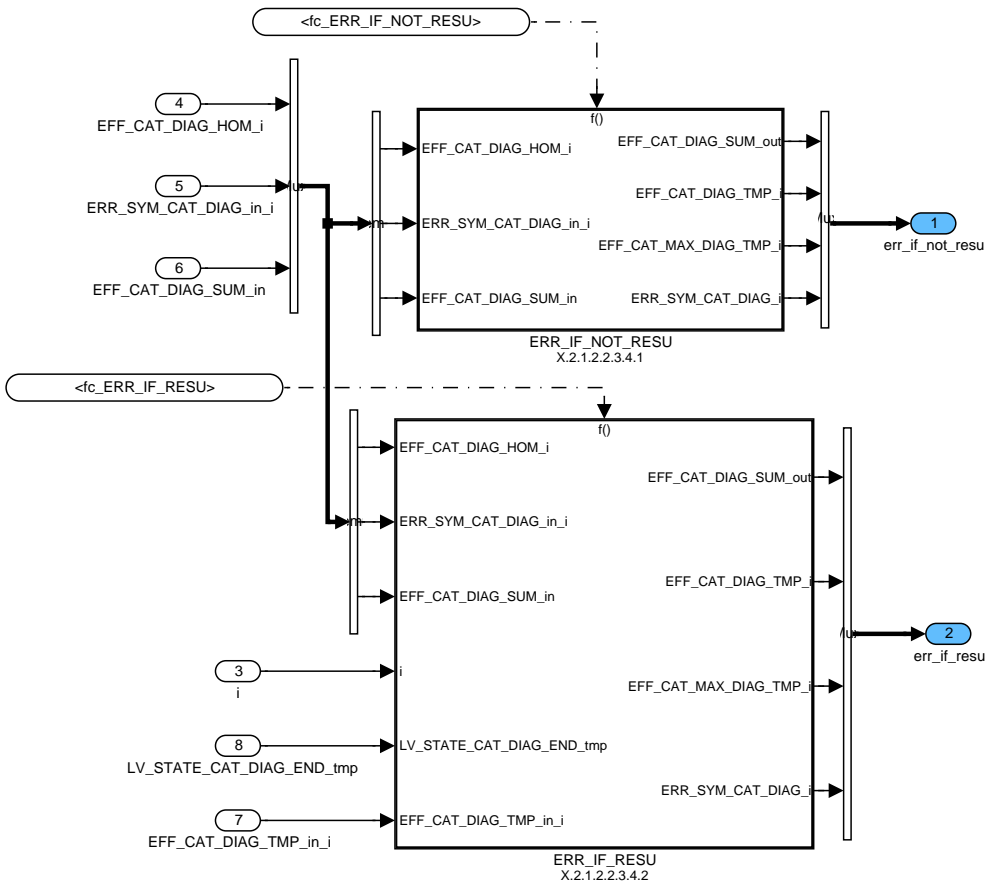 <fc_ERR_IF_NOT_RESU>
4
EFF_CAT_DIAG_HOM_i
5
ERR_SYM_CAT_DIAG_in_i
6
EFF_CAT_DIAG_SUM_in
f()
EFF_CAT_DIAG_HOM_i
ERR_SYM_CAT_DIAG_in_i
EFF_CAT_DIAG_SUM_in
EFF_CAT_DIAG_SUM_out
EFF_CAT_DIAG_TMP_i
EFF_CAT_MAX_DIAG_TMP_i
ERR_SYM_CAT_DIAG_i
ERR_IF_NOT_RESU
X.2.1.2.2.3.4.1
1
err_if_not_resu
<fc_ERR_IF_RESU>
f()
EFF_CAT_DIAG_HOM_i
ERR_SYM_CAT_DIAG_in_i
EFF_CAT_DIAG_SUM_in
3
i
i
8
LV_STATE_CAT_DIAG_END_tmp
LV_STATE_CAT_DIAG_END_tmp
7
EFF_CAT_DIAG_TMP_in_i
EFF_CAT_DIAG_TMP_in_i
EFF_CAT_DIAG_SUM_out
EFF_CAT_DIAG_TMP_i
EFF_CAT_MAX_DIAG_TMP_i
ERR_SYM_CAT_DIAG_i
ERR_IF_RESU
X.2.1.2.2.3.4.2
2
err_if_resu